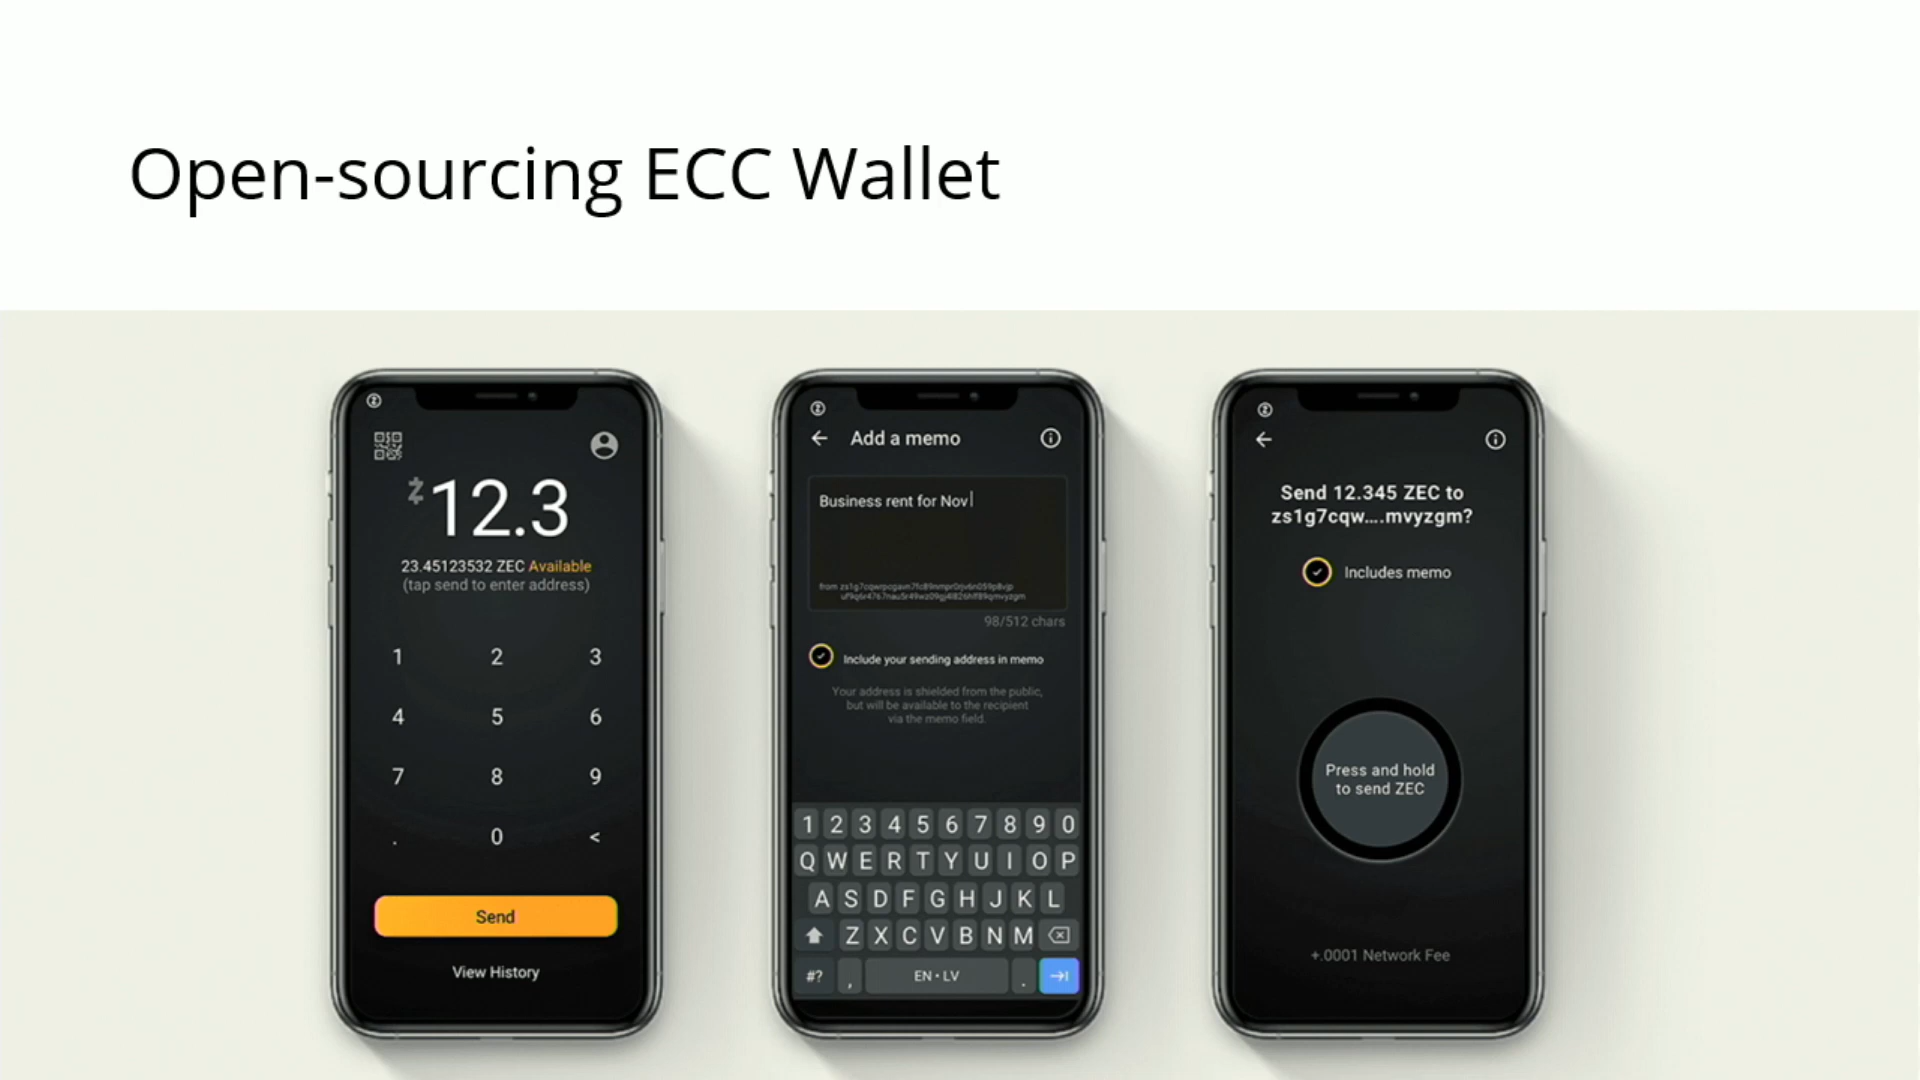 Open-sourcing ECC Wallet
12.3
23.45123532 ZEC Available
(tap send to enter address)
1 2 3
4 5 6
7 8 9
. 0 <
Send
View History
Add a memo
Business rent for Nov
98/512 chars
Include your sending address in memo
Your address is shielded from the public,
but will be available to the recipient
via the memo field.
1 2 3 4 5 6 7 8 9 0
Q W E R T Y U I O P
A S D F G H J K L
Z X C V B N M
#? , EN • LV .
Send 12.345 ZEC to
zs1g7cqw....mvyzgm?
Includes memo
Press and hold
to send ZEC
+.0001 Network Fee